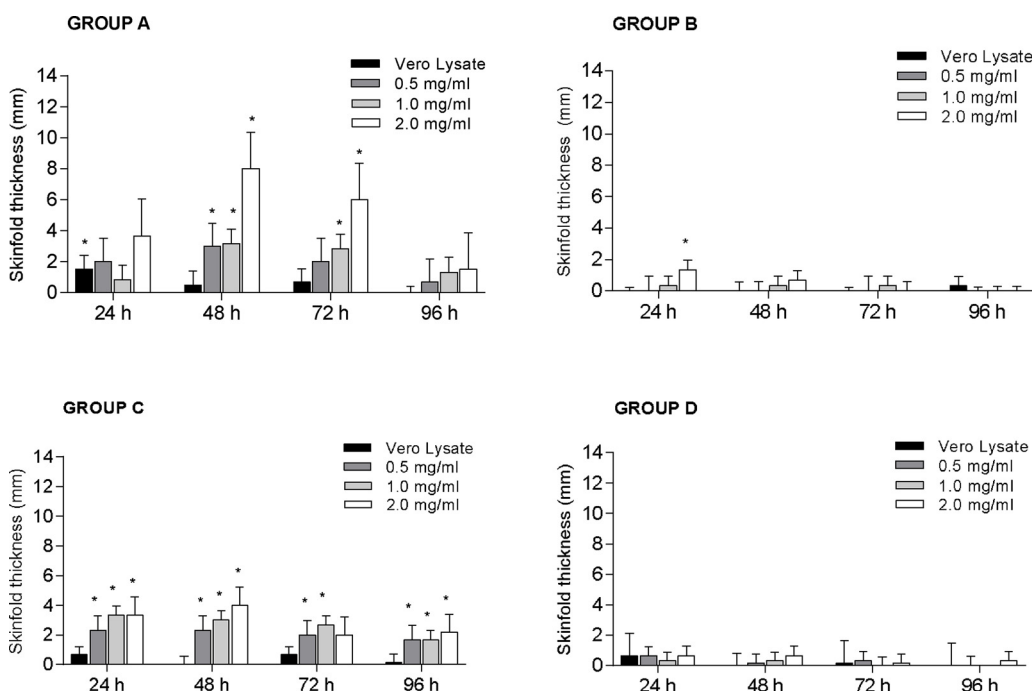 GROUP A
Skinfold thickness (mm)
14
12
10
8
6
4
2
0
Vero Lysate
0.5 mg/ml
1.0 mg/ml
2.0 mg/ml
*
*
*
*
*
*
24 h
48 h
72 h
96 h
GROUP B
Skinfold thickness (mm)
14
12
10
8
6
4
2
0
Vero Lysate
0.5 mg/ml
1.0 mg/ml
2.0 mg/ml
*
24 h
48 h
72 h
96 h
GROUP C
Skinfold thickness (mm)
14
12
10
8
6
4
2
0
Vero Lysate
0.5 mg/ml
1.0 mg/ml
2.0 mg/ml
* * *
* * *
* *
* * *
24 h
48 h
72 h
96 h
GROUP D
Skinfold thickness (mm)
14
12
10
8
6
4
2
0
Vero Lysate
0.5 mg/ml
1.0 mg/ml
2.0 mg/ml
24 h
48 h
72 h
96 h